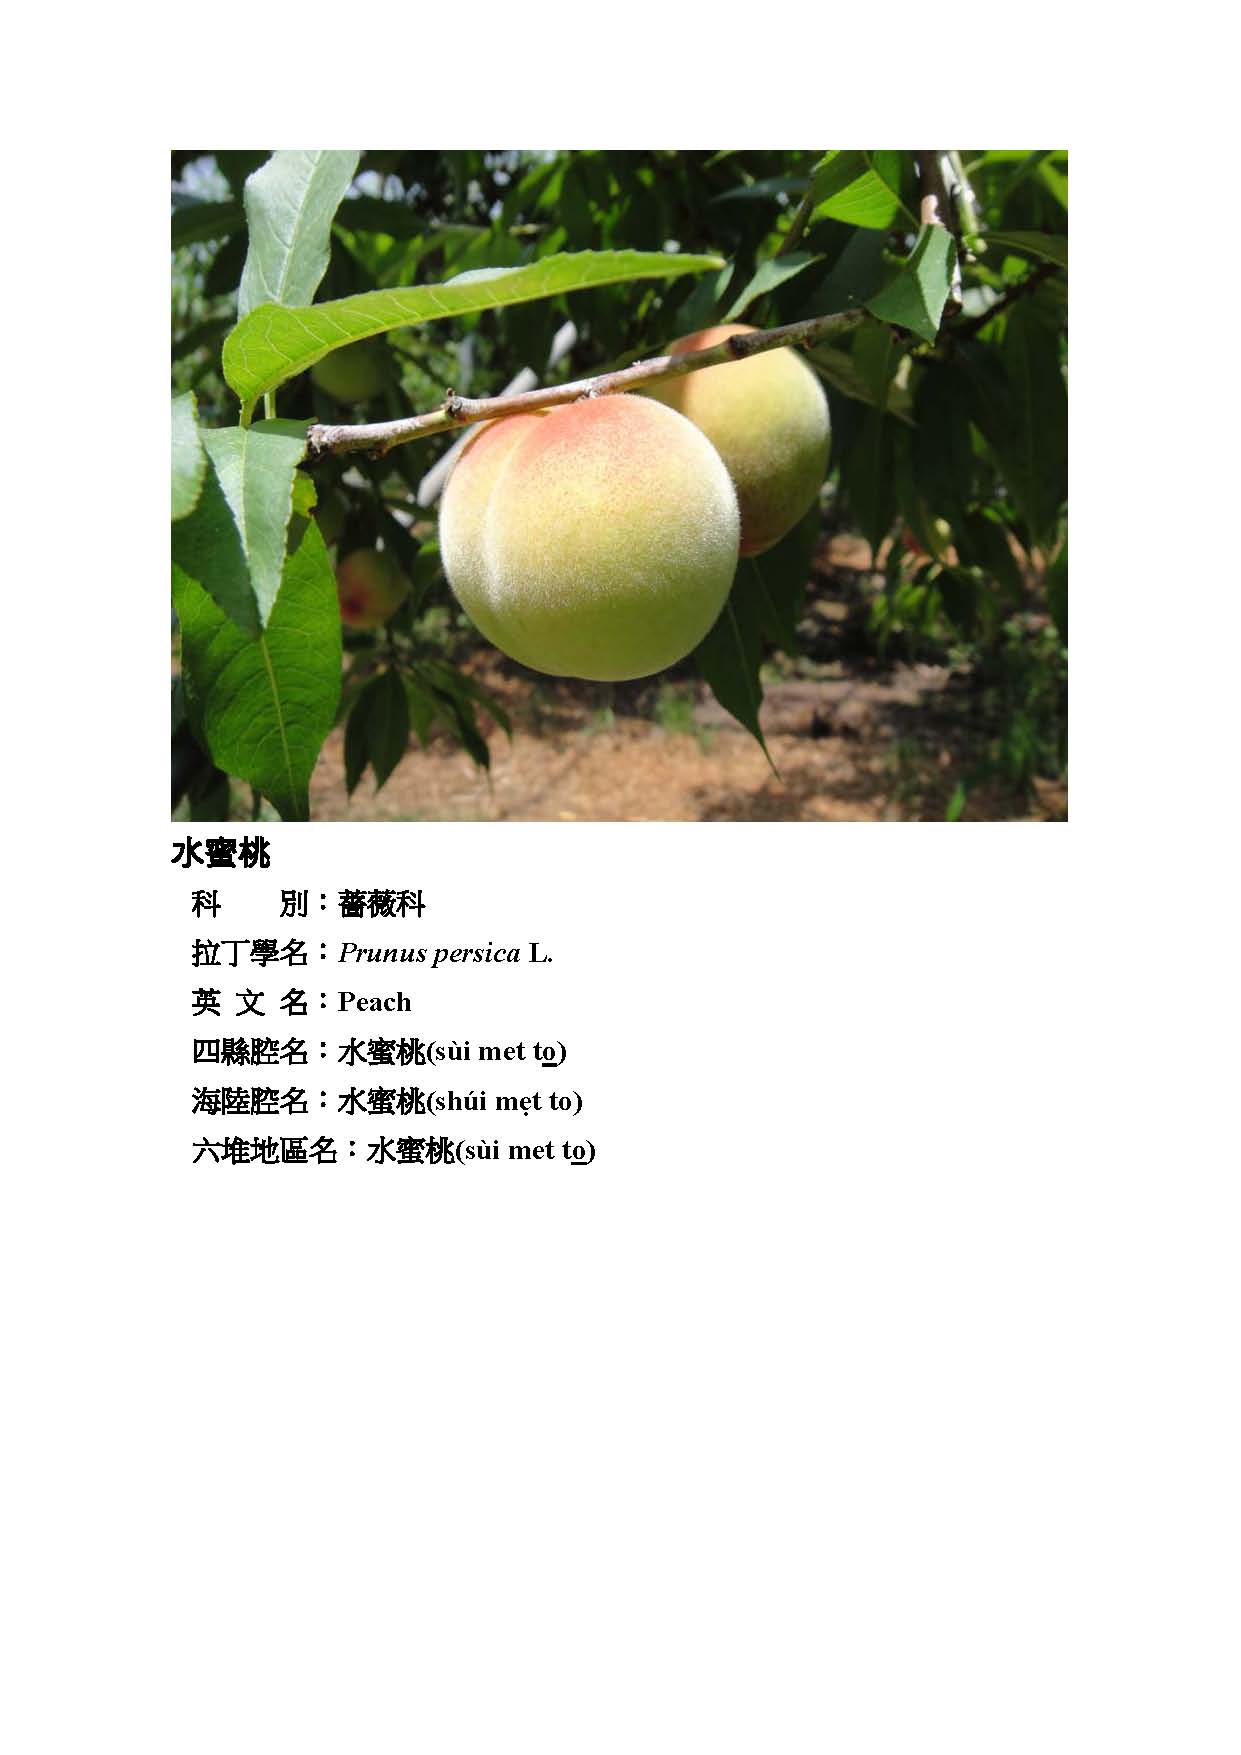 水蜜桃
科　　別：薔薇科
拉丁學名：Prunus persica L.
英 文 名：Peach
四縣腔名：水蜜桃(sùi met to̲)
海陸腔名：水蜜桃(shúi mẹt to)
六堆地區名：水蜜桃(sùi met to̲)